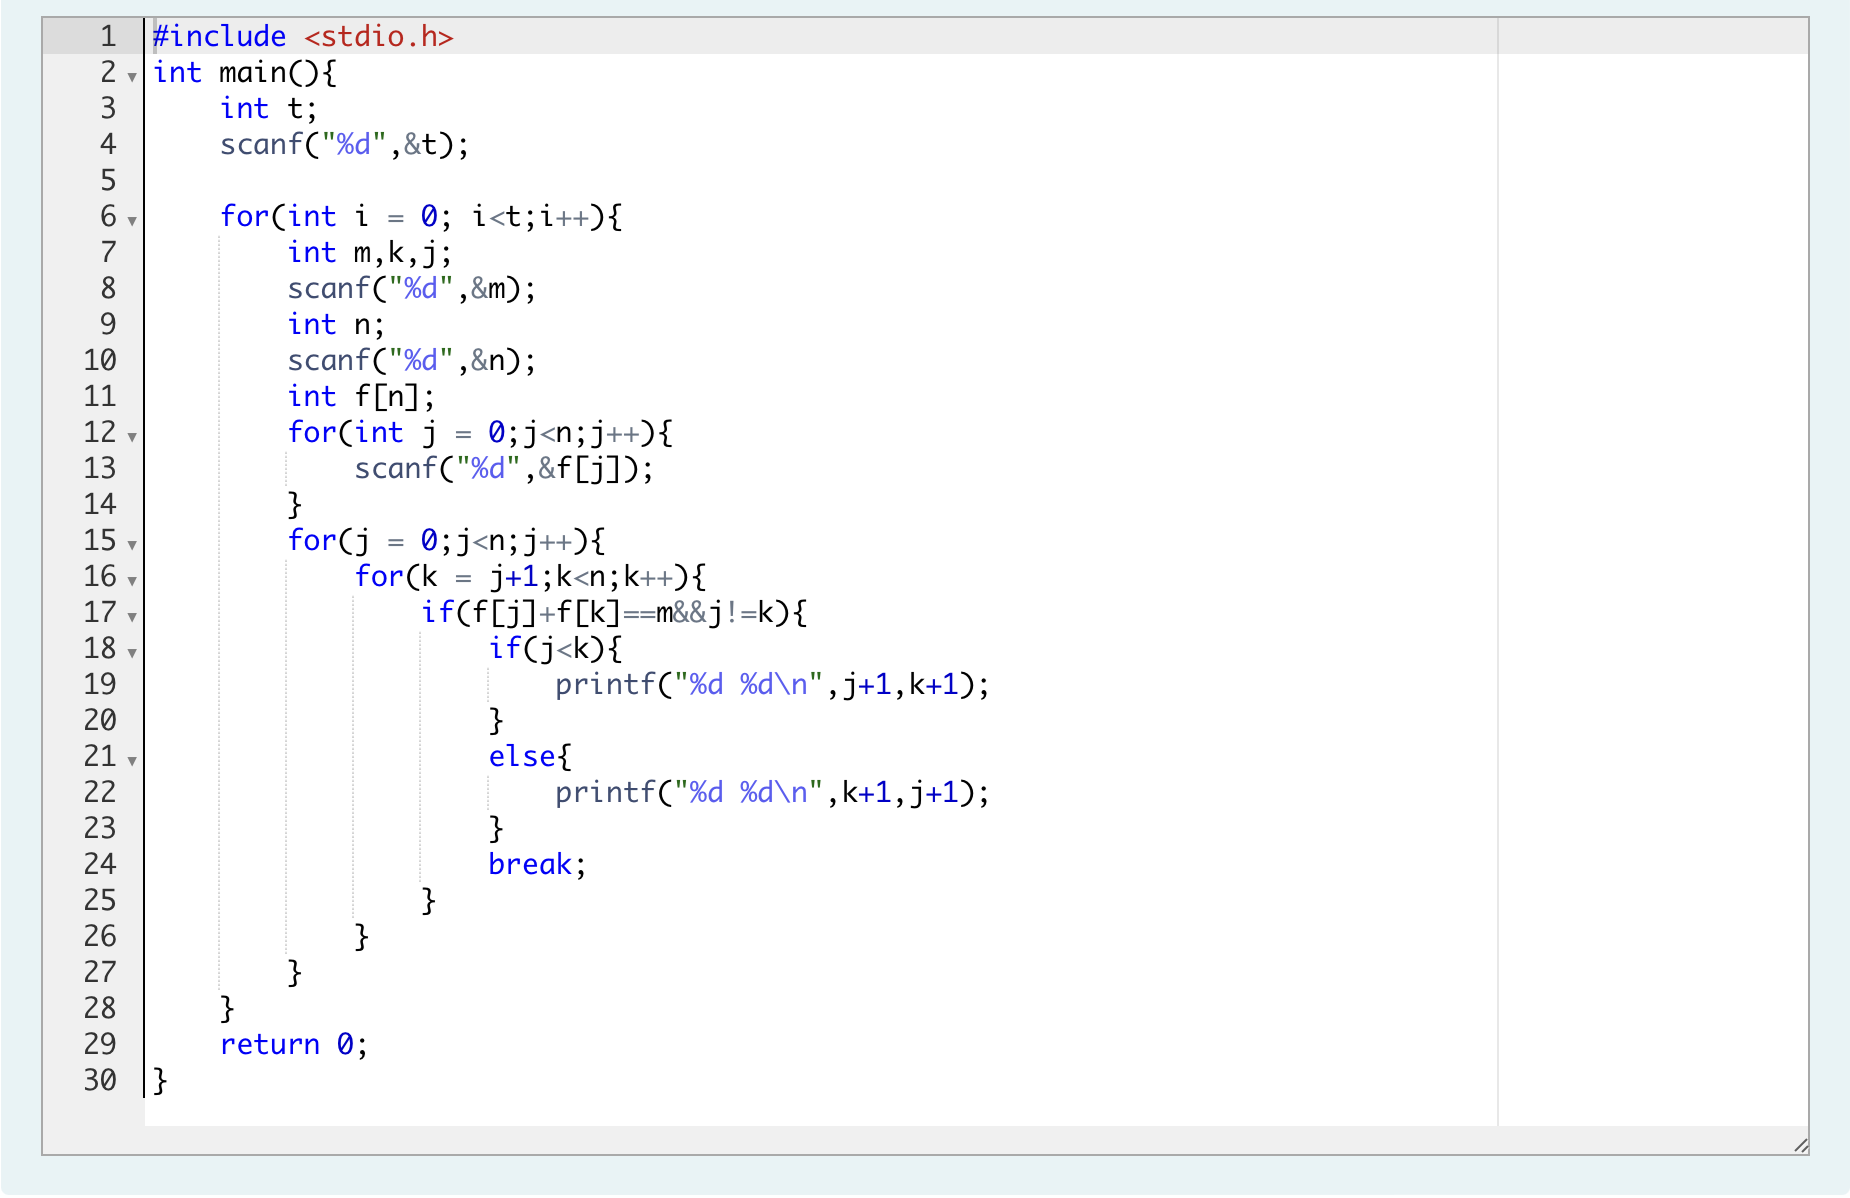 1 #include <stdio.h>
2 int main(){
3     int t;
4     scanf("%d",&t);
5
6     for(int i = 0; i<t;i++){
7         int m,k,j;
8         scanf("%d",&m);
9         int n;
10         scanf("%d",&n);
11         int f[n];
12         for(int j = 0;j<n;j++){
13             scanf("%d",&f[j]);
14         }
15         for(j = 0;j<n;j++){
16             for(k = j+1;k<n;k++){
17                 if(f[j]+f[k]==m&&j!=k){
18                     if(j<k){
19                         printf("%d %d\n",j+1,k+1);
20                     }
21                     else{
22                         printf("%d %d\n",k+1,j+1);
23                     }
24                     break;
25                 }
26             }
27         }
28     }
29     return 0;
30 }